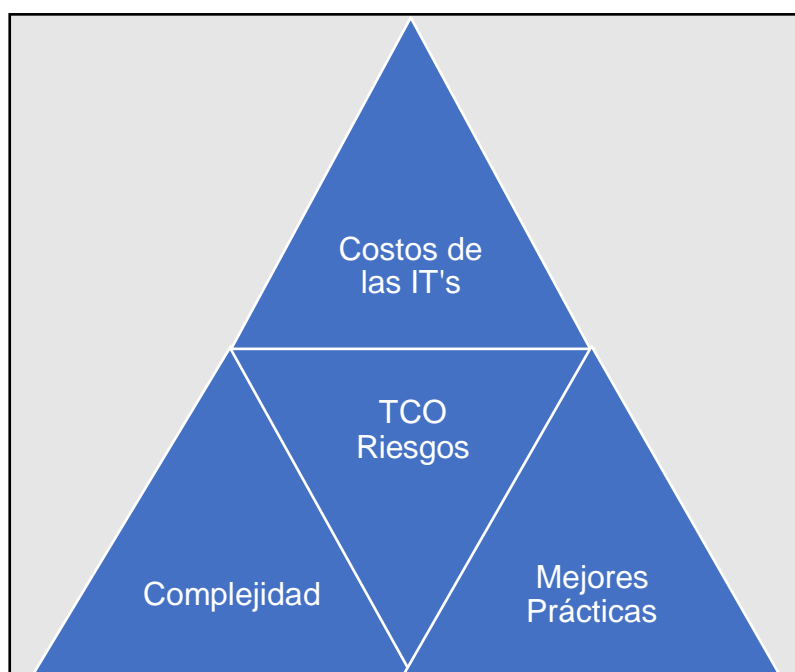 Costos de
las IT's
TCO
Riesgos
Complejidad
Mejores
Prácticas